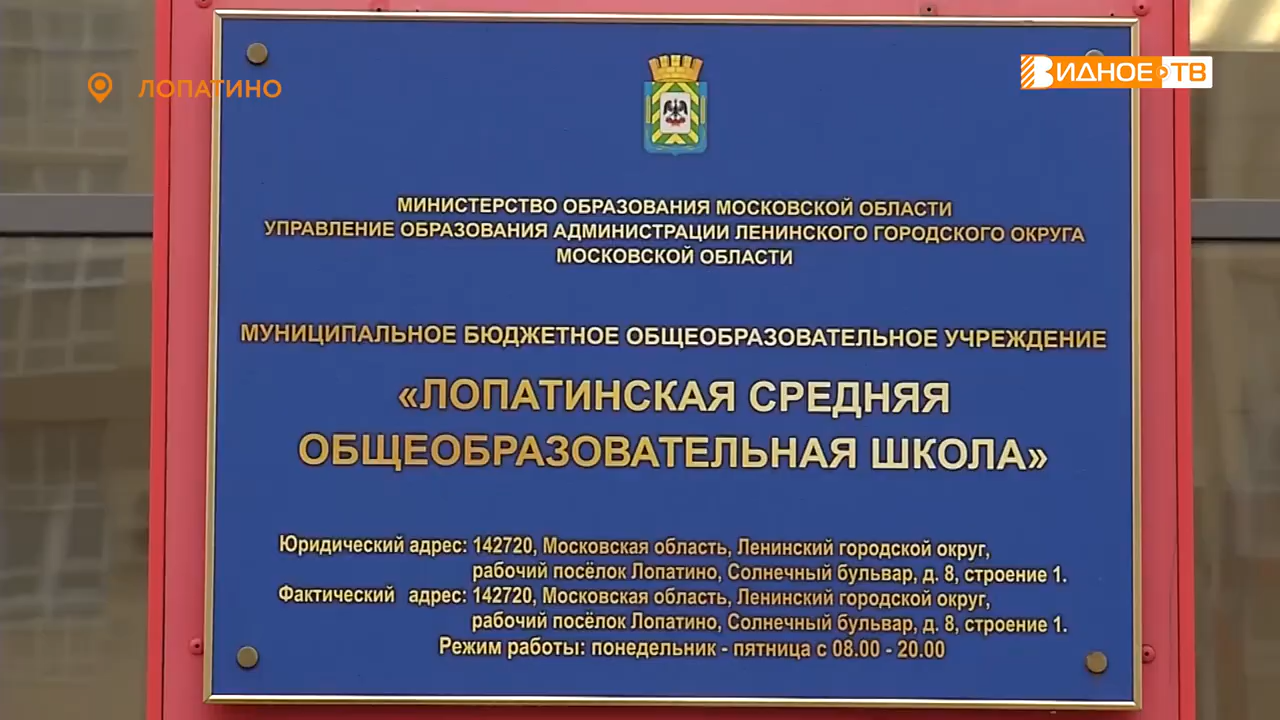 ЛОПАТИНО
ВИДНОЕ ТВ
МИНИСТЕРСТВО ОБРАЗОВАНИЯ МОСКОВСКОЙ ОБЛАСТИ
УПРАВЛЕНИЕ ОБРАЗОВАНИЯ АДМИНИСТРАЦИИ ЛЕНИНСКОГО ГОРОДСКОГО ОКРУГА
МОСКОВСКОЙ ОБЛАСТИ
МУНИЦИПАЛЬНОЕ БЮДЖЕТНОЕ ОБЩЕОБРАЗОВАТЕЛЬНОЕ УЧРЕЖДЕНИЕ
«ЛОПАТИНСКАЯ СРЕДНЯЯ
ОБЩЕОБРАЗОВАТЕЛЬНАЯ ШКОЛА»
Юридический адрес: 142720, Московская область, Ленинский городской округ,
рабочий посёлок Лопатино, Солнечный бульвар, д. 8, строение 1.
Фактический адрес: 142720, Московская область, Ленинский городской округ,
рабочий посёлок Лопатино, Солнечный бульвар, д. 8, строение 1.
Режим работы: понедельник - пятница с 08.00 - 20.00